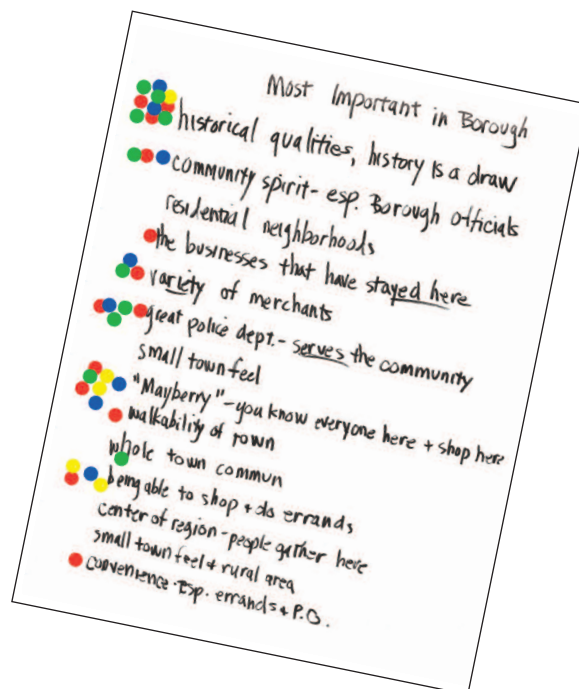 Most Important in Borough
historical qualities, history is a draw
community spirit - esp. Borough officials
residential neighborhoods
the businesses that have stayed here
variety of merchants
great police dept. - serves the community
small town feel
"Mayberry" - you know everyone here + shop here
walkability of town
whole town commun
being able to shop + do errands
center of region - people gather here
small town feel + rural area
convenience - esp. errands + P.O.